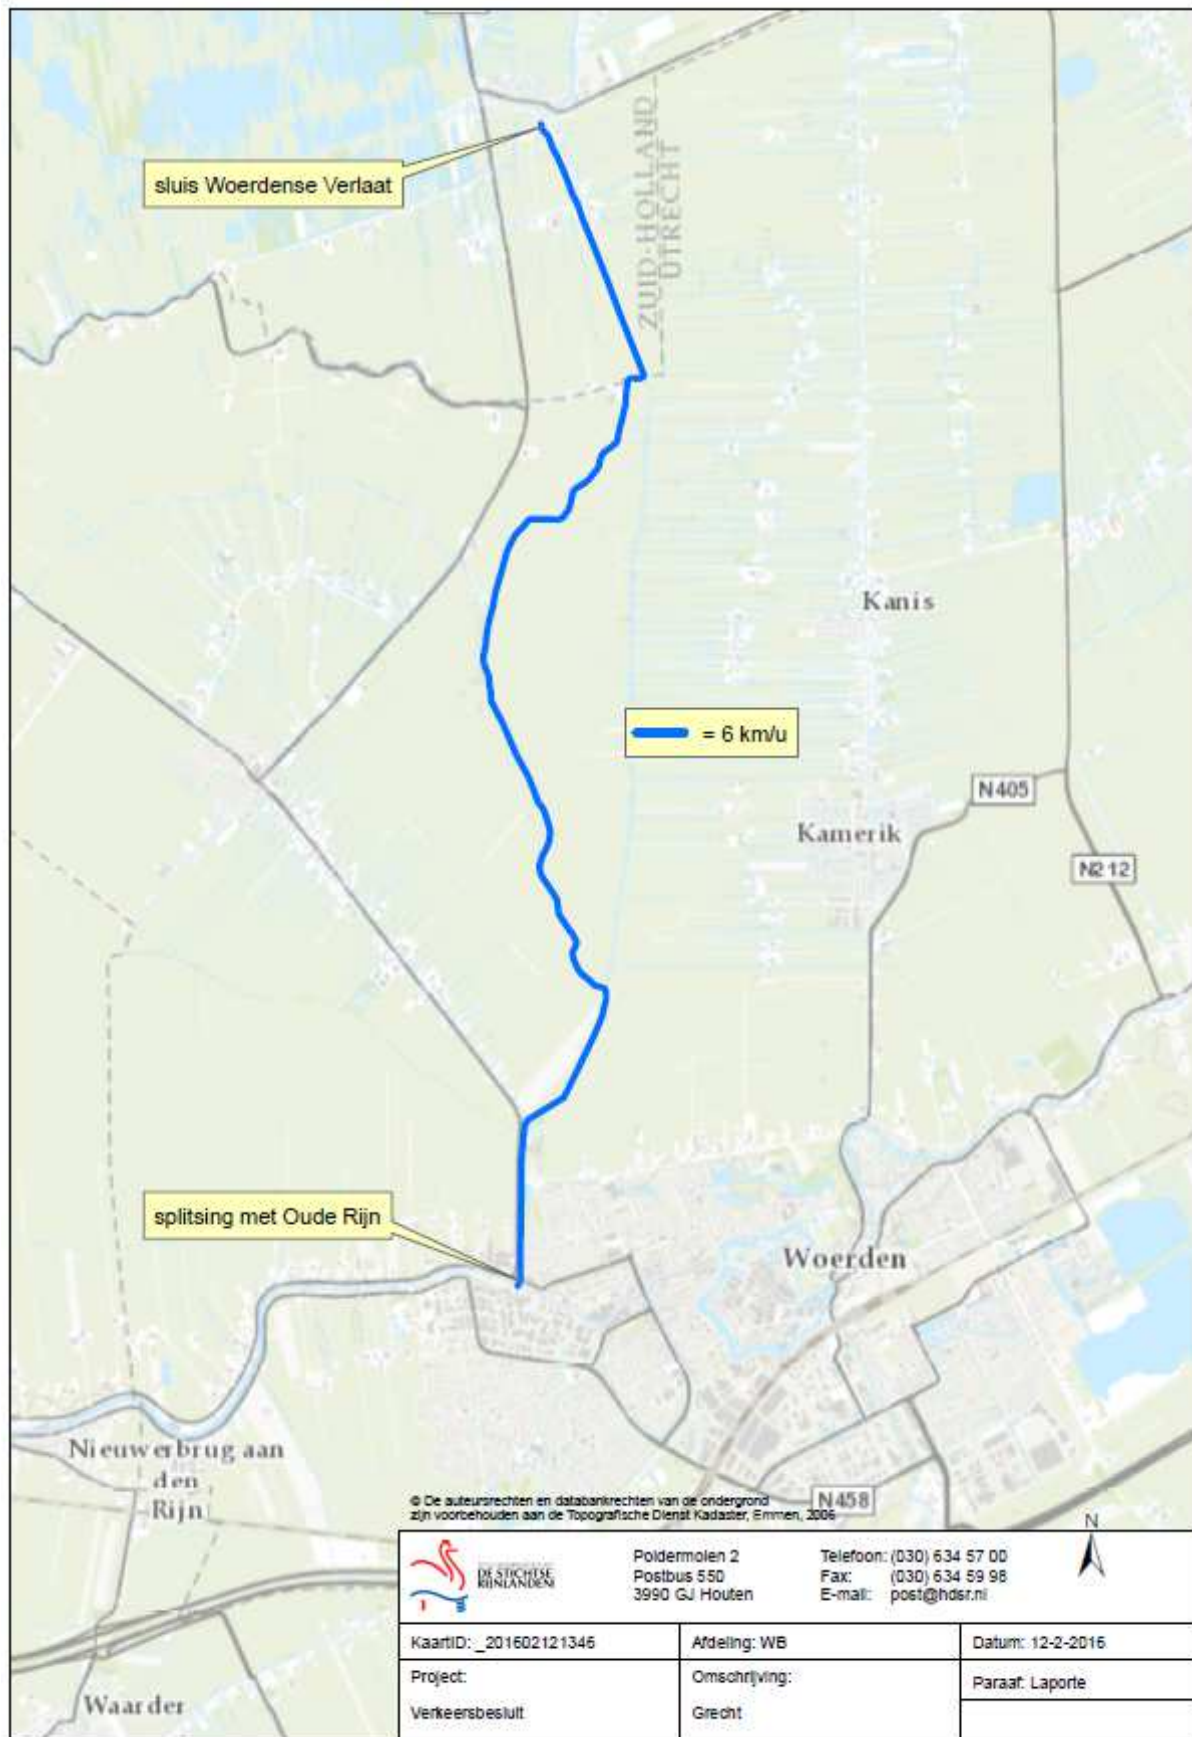 sluis Woerdense Verlaat
ZUID-HOLLAND
UTRECHT
Kanis
= 6 km/u
N405
Kamerik
N212
splitsing met Oude Rijn
Woerden
Nieuwerbrug aan
den
Rijn
N458
© De auteursrechten en databankrechten van de ondergrond
zijn voorbehouden aan de Topografische Dienst Kadaster, Emmen, 2006
N
DE STICHTSE
RIJNLANDEN
Poldermolen 2
Postbus 550
3990 GJ Houten
Telefoon: (030) 634 57 00
Fax: (030) 634 59 98
E-mail: post@hdsr.nl
KaartID: _201602121346
Afdeling: WB
Datum: 12-2-2016
Project:
Verkeersbesluit
Omschrijving:
Grecht
Paraaf: Laporte
Waarder